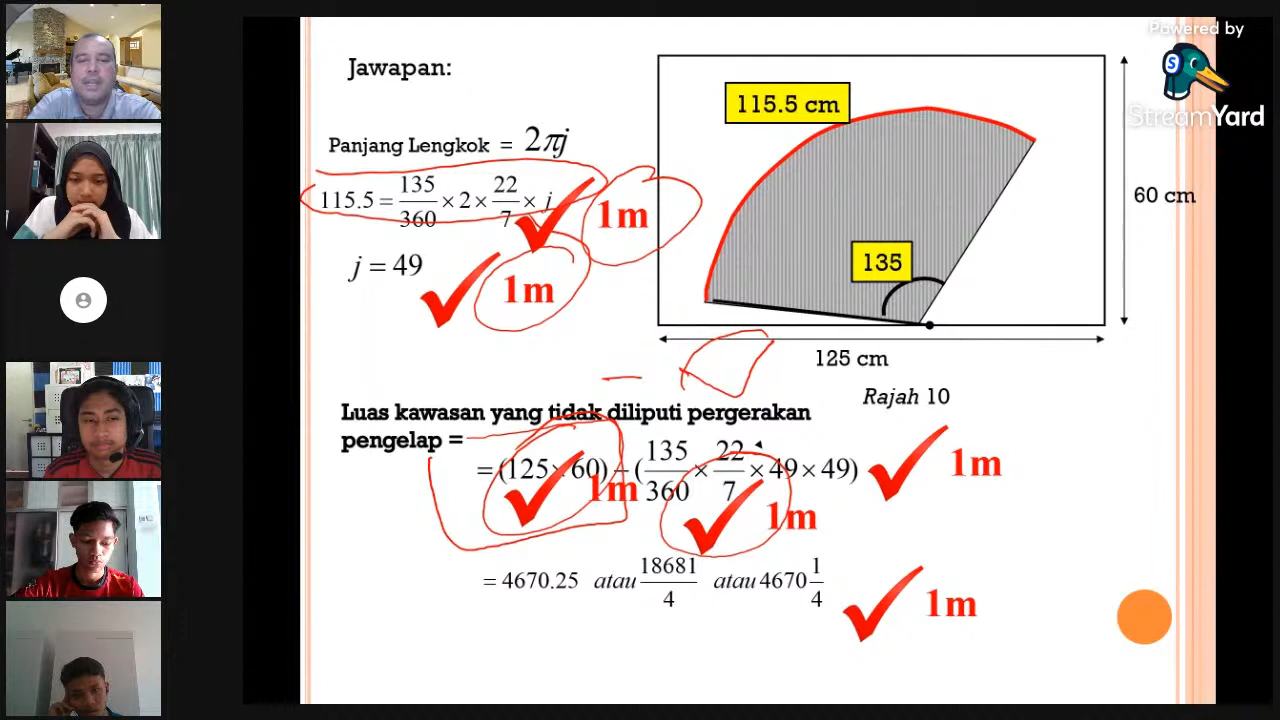 Powered by
StreamYard
Jawapan:
115.5 cm
Panjang Lengkok = 2πj
115.5 = 135/360 × 2 × 22/7 × j
1m
60 cm
j = 49
1m
135
125 cm
Rajah 10
Luas kawasan yang tidak diliputi pergerakan
pengelap =
= (125 × 60) − (135/360 × 22/7 × 49 × 49)
1m
1m
1m
= 4670.25 atau 18681/4 atau 4670 1/4
1m